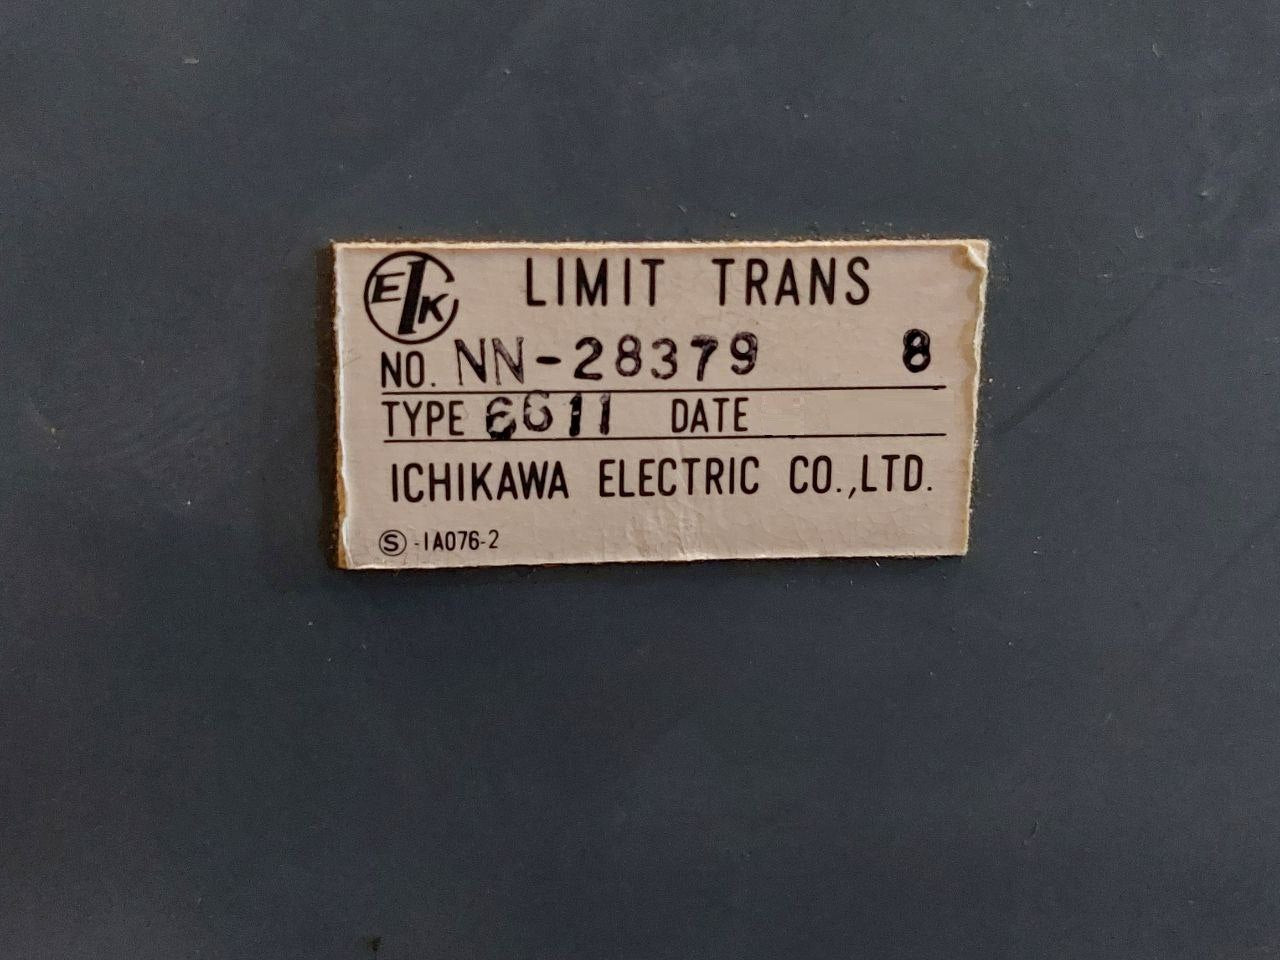 EIK LIMIT TRANS
NO. NN-28379 8
TYPE 6611 DATE
ICHIKAWA ELECTRIC CO.,LTD.
Ⓢ-IA076-2